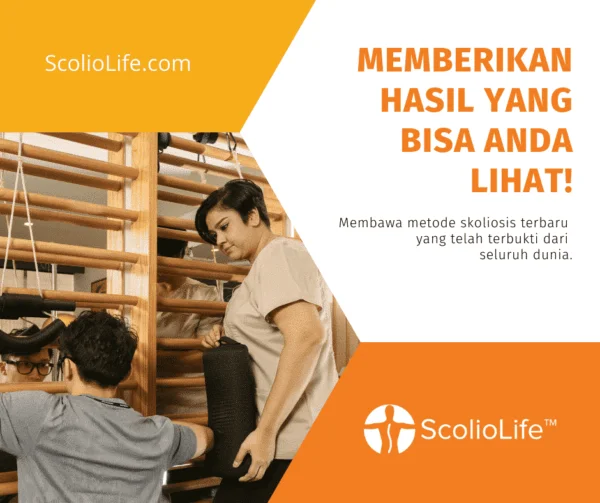 ScolioLife.com
MEMBERIKAN
HASIL YANG
BISA ANDA
LIHAT!
Membawa metode skoliosis terbaru
yang telah terbukti dari
seluruh dunia.
ScolioLife™